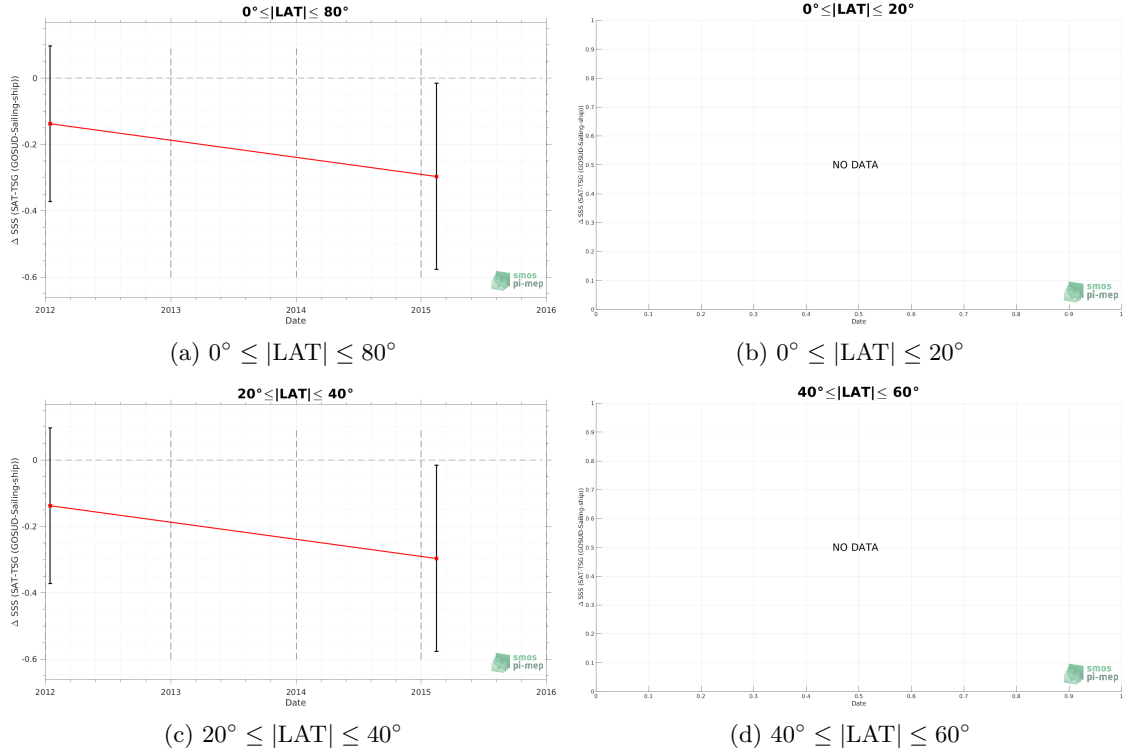 0°≤|LAT|≤ 80°
Δ SSS (SAT-TSG (GOSUD-Sailing-ship))
0
-0.2
-0.4
-0.6
2012 2013 2014 2015 2016
Date
smos
pi-mep
(a) 0° ≤ |LAT| ≤ 80°
0°≤|LAT|≤ 20°
Δ SSS (SAT-TSG (GOSUD-Sailing-ship))
1
0.9
0.8
0.7
0.6
0.5
0.4
0.3
0.2
0.1
0
NO DATA
0 0.1 0.2 0.3 0.4 0.5 0.6 0.7 0.8 0.9 1
Date
smos
pi-mep
(b) 0° ≤ |LAT| ≤ 20°
20°≤|LAT|≤ 40°
Δ SSS (SAT-TSG (GOSUD-Sailing-ship))
0
-0.2
-0.4
-0.6
2012 2013 2014 2015 2016
Date
smos
pi-mep
(c) 20° ≤ |LAT| ≤ 40°
40°≤|LAT|≤ 60°
Δ SSS (SAT-TSG (GOSUD-Sailing-ship))
1
0.9
0.8
0.7
0.6
0.5
0.4
0.3
0.2
0.1
0
NO DATA
0 0.1 0.2 0.3 0.4 0.5 0.6 0.7 0.8 0.9 1
Date
smos
pi-mep
(d) 40° ≤ |LAT| ≤ 60°